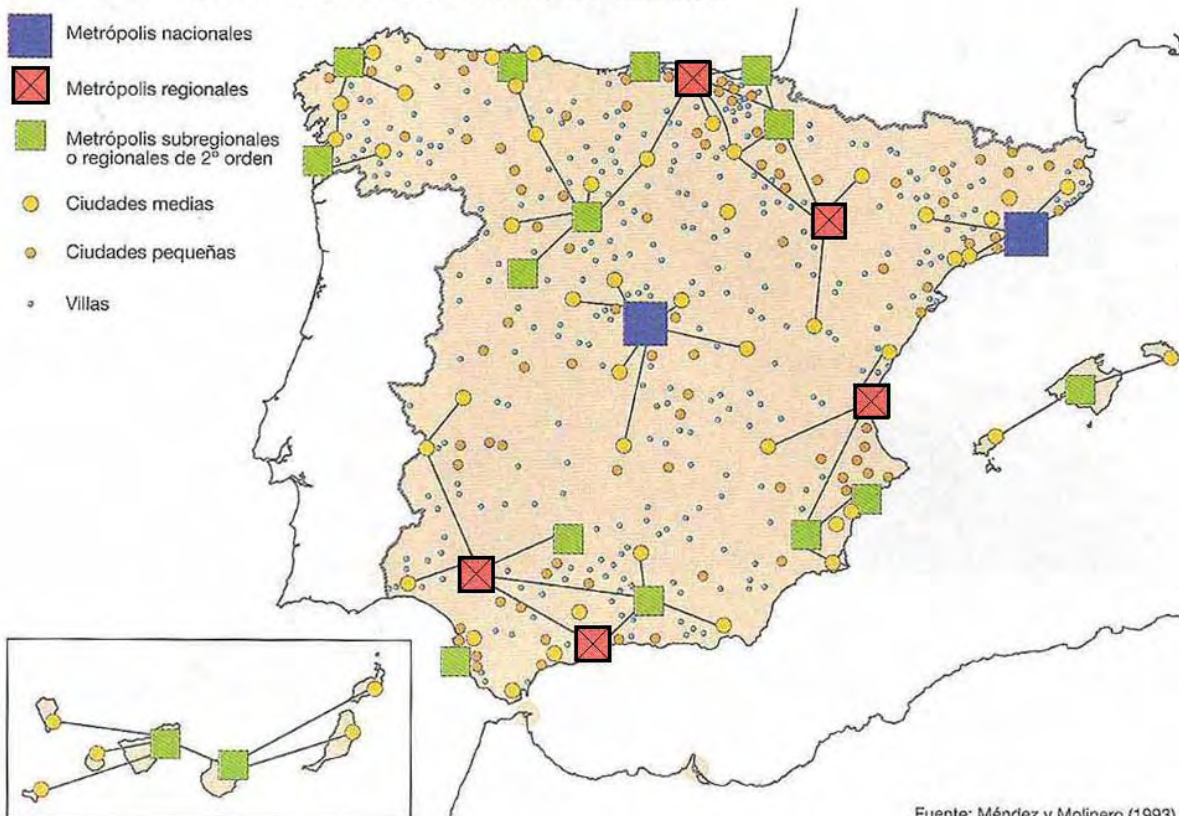 Metrópolis nacionales
Metrópolis regionales
Metrópolis subregionales
o regionales de 2º orden
Ciudades medias
Ciudades pequeñas
Villas
Fuente: Méndez y Molinero (1993)